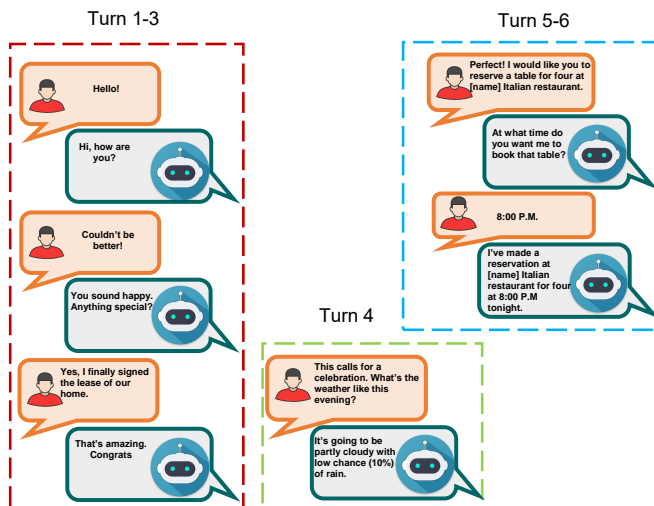 Turn 1-3
Hello!
Hi, how are
you?
Couldn't be
better!
You sound happy.
Anything special?
Yes, I finally signed
the lease of our
home.
That's amazing.
Congrats
Turn 4
This calls for a
celebration. What's the
weather like this
evening?
It's going to be
partly cloudy with
low chance (10%)
of rain.
Turn 5-6
Perfect! I would like you to
reserve a table for four at
[name] Italian restaurant.
At what time do
you want me to
book that table?
8:00 P.M.
I've made a
reservation at
[name] Italian
restaurant for four
at 8:00 P.M
tonight.